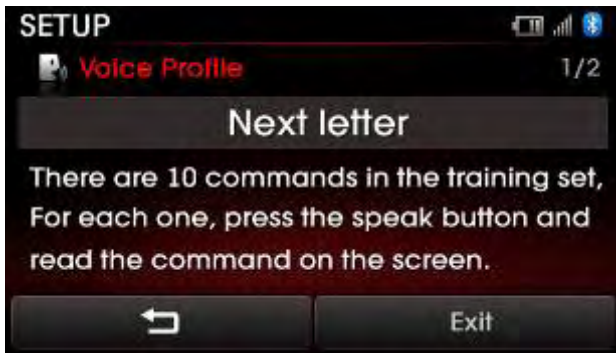 SETUP
Voice Profile 1/2
Next letter
There are 10 commands in the training set,
For each one, press the speak button and
read the command on the screen.
Exit